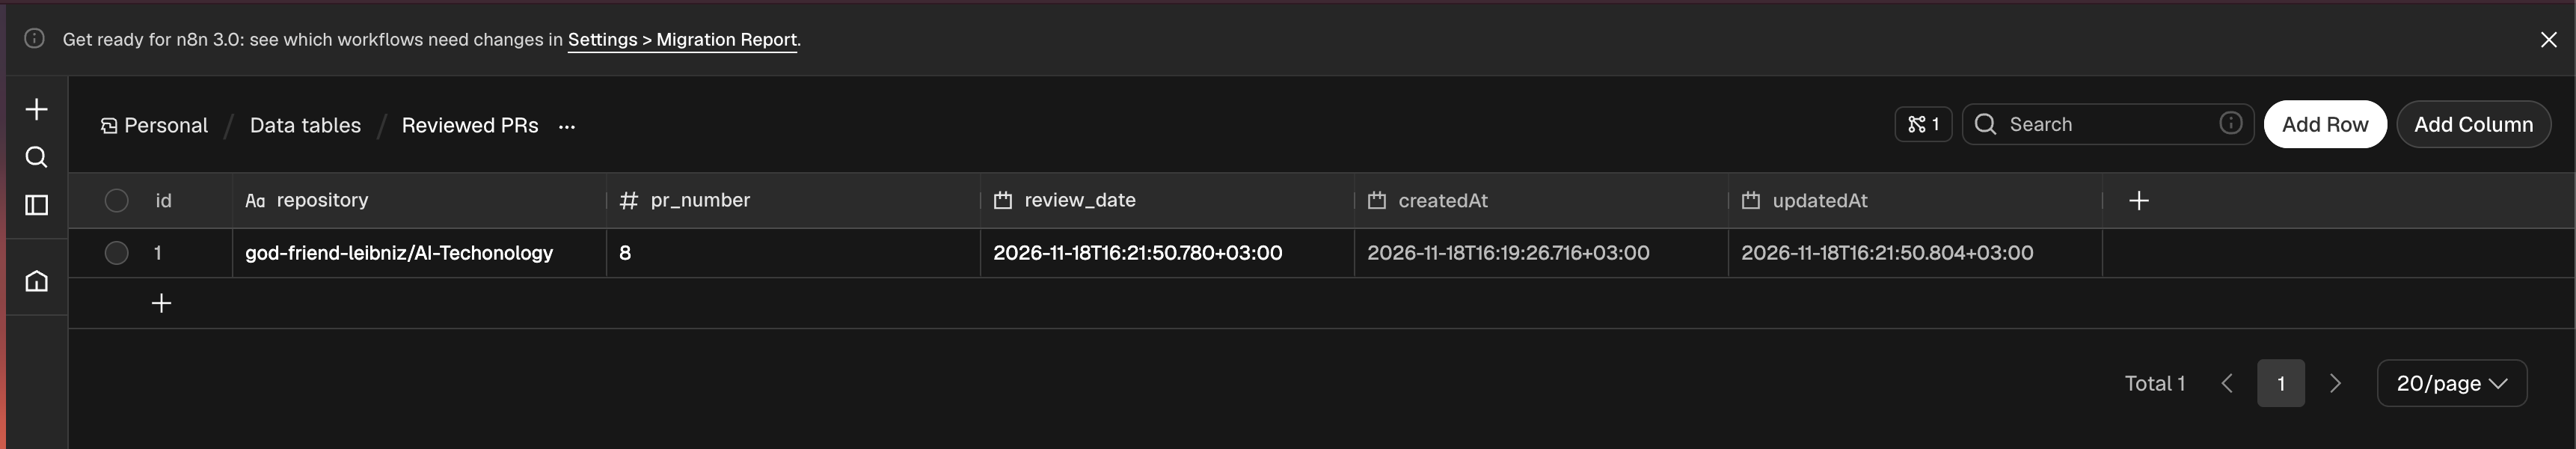 Get ready for n8n 3.0: see which workflows need changes in Settings > Migration Report.
Personal / Data tables / Reviewed PRs ...
1
Search
Add Row
Add Column
id Aa repository # pr_number review_date createdAt updatedAt
1 god-friend-leibniz/AI-Techonology 8 2026-11-18T16:21:50.780+03:00 2026-11-18T16:19:26.716+03:00 2026-11-18T16:21:50.804+03:00
Total 1 1 20/page